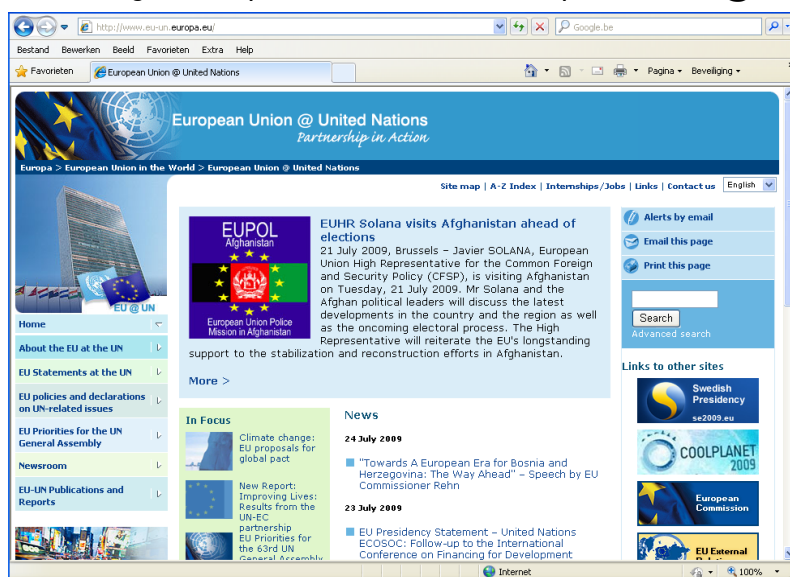 http://www.eu-un.europa.eu/
Google.be
Bestand Bewerken Beeld Favorieten Extra Help
Favorieten
European Union @ United Nations
Pagina
Beveiliging
European Union @ United Nations
Partnership in Action
Europa > European Union in the World > European Union @ United Nations
Site map | A-Z Index | Internships/Jobs | Links | Contact us
English
EU @ UN
Home
About the EU at the UN
EU Statements at the UN
EU policies and declarations
on UN-related issues
EU Priorities for the UN
General Assembly
Newsroom
EU-UN Publications and
Reports
EUPOL
Afghanistan
European Union Police
Mission in Afghanistan
EUHR Solana visits Afghanistan ahead of
elections
21 July 2009, Brussels – Javier SOLANA, European
Union High Representative for the Common Foreign
and Security Policy (CFSP), is visiting Afghanistan
on Tuesday, 21 July 2009. Mr Solana and the
Afghan political leaders will discuss the latest
developments in the country and the region as well
as the oncoming electoral process. The High
Representative will reiterate the EU's longstanding
support to the stabilization and reconstruction efforts in Afghanistan.
More >
In Focus
Climate change:
EU proposals for
global pact
New Report:
Improving Lives:
Results from the
UN-EC
partnership
EU Priorities for
the 63rd UN
General Assembly
News
24 July 2009
"Towards A European Era for Bosnia and
Herzegovina: The Way Ahead" – Speech by EU
Commissioner Rehn
23 July 2009
EU Presidency Statement – United Nations
ECOSOC: Follow-up to the International
Conference on Financing for Development
Alerts by email
Email this page
Print this page
Search
Advanced search
Links to other sites
Swedish
Presidency
se2009.eu
COOLPLANET
2009
European
Commission
EU External
Internet
100%